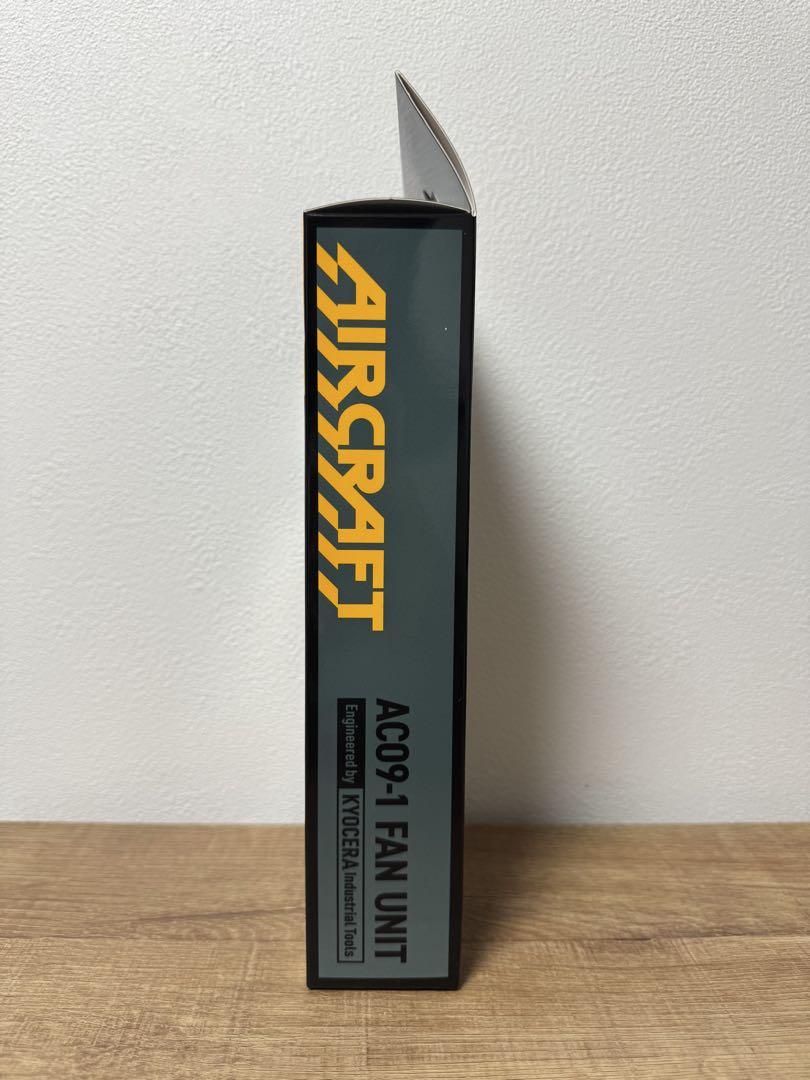 AIRCRAFT
AC09-1 FAN UNIT
Engineered by KYOCERA Industrial Tools